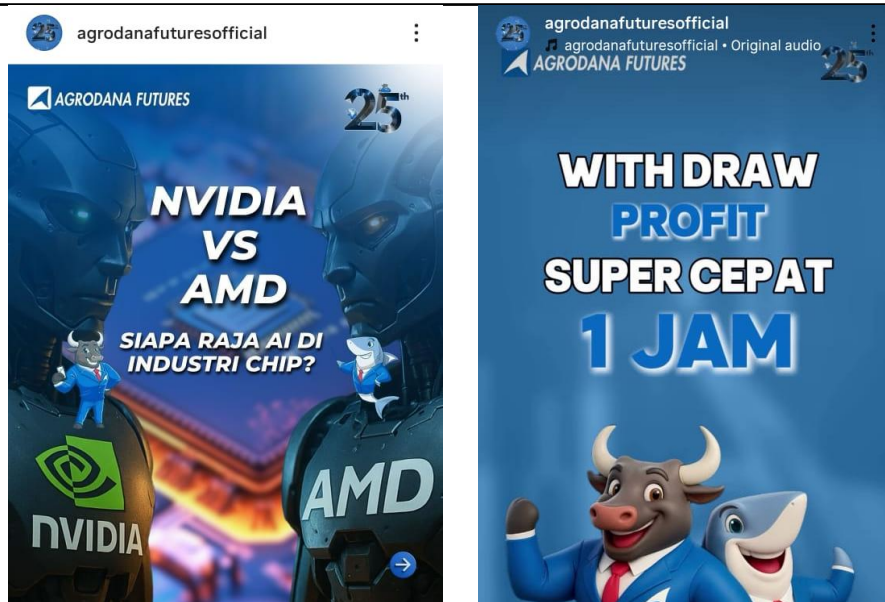 agrodanafuturesofficial
AGRODANA FUTURES
25th
NVIDIA
VS
AMD
SIAPA RAJA AI DI
INDUSTRI CHIP?
NVIDIA
AMD
agrodanafuturesofficial
agrodanafuturesofficial • Original audio
AGRODANA FUTURES
25th
WITH DRAW
PROFIT
SUPER CEPAT
1 JAM